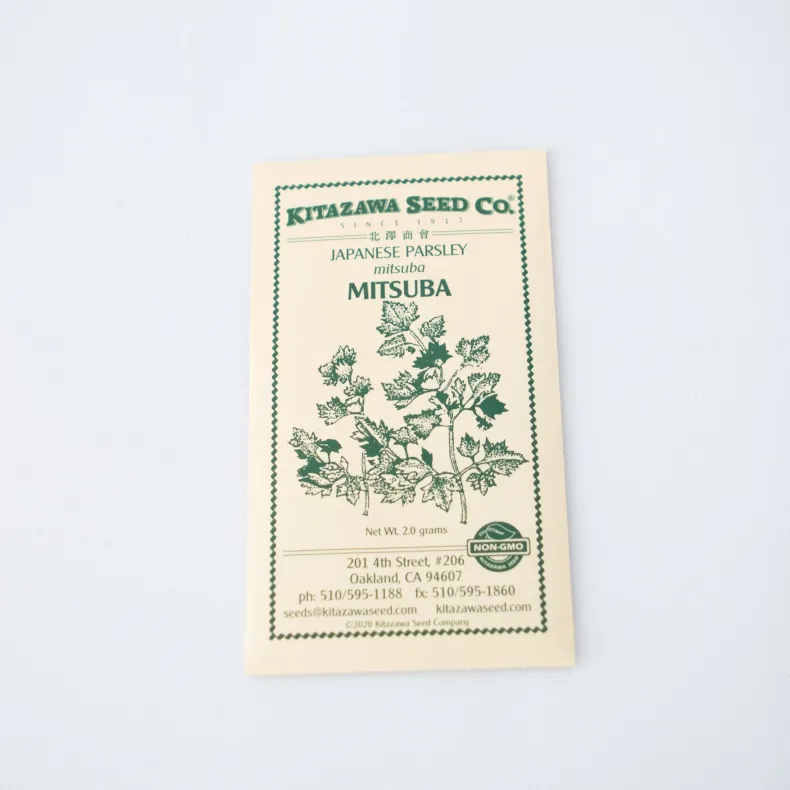 KITAZAWA SEED CO.®
SINCE 1917
北澤商會
JAPANESE PARSLEY
mitsuba
MITSUBA
Net Wt. 2.0 grams
NON-GMO
KITAZAWA SEED
201 4th Street, #206
Oakland, CA 94607
ph: 510/595-1188 fx: 510/595-1860
seeds@kitazawaseed.com kitazawaseed.com
©2020 Kitazawa Seed Company